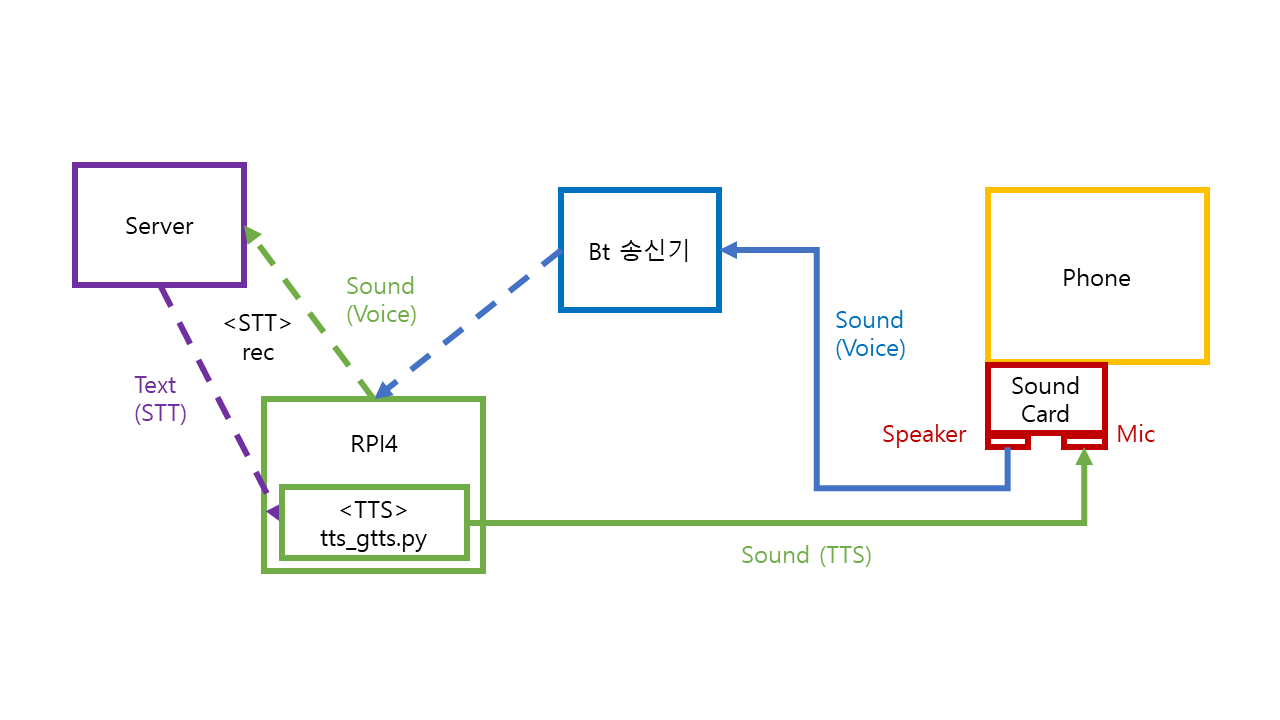 Server
Bt 송신기
Phone
Sound
(Voice)
<STT>
rec
Sound
(Voice)
Text
(STT)
Sound
Card
Speaker
Mic
RPI4
<TTS>
tts_gtts.py
Sound (TTS)